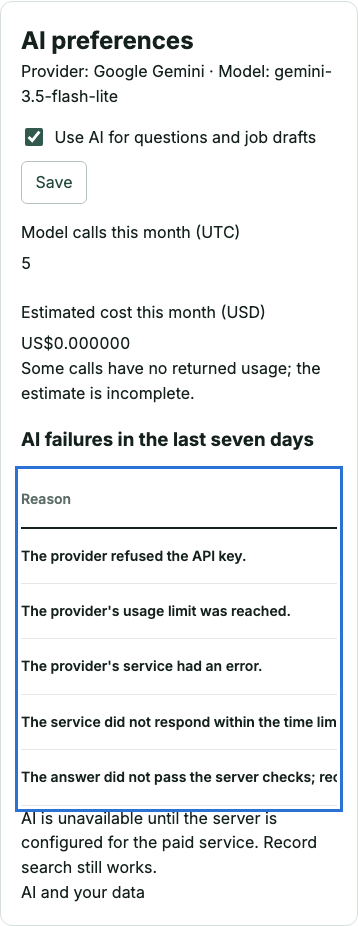 AI preferences
Provider: Google Gemini · Model: gemini-
3.5-flash-lite
Use AI for questions and job drafts
Save
Model calls this month (UTC)
5
Estimated cost this month (USD)
US$0.000000
Some calls have no returned usage; the
estimate is incomplete.
AI failures in the last seven days
Reason
The provider refused the API key.
The provider's usage limit was reached.
The provider's service had an error.
The service did not respond within the time
The answer did not pass the server checks;
AI is unavailable until the server is
configured for the paid service. Record
search still works.
AI and your data